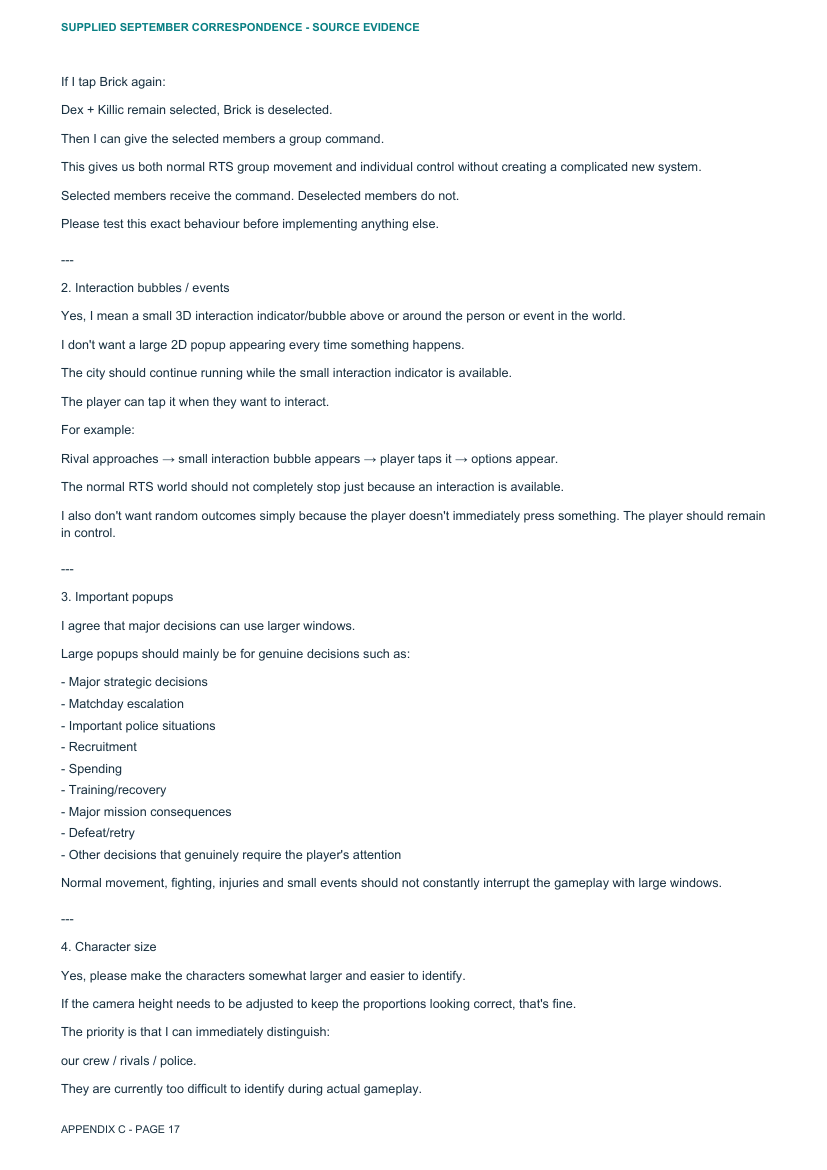 SUPPLIED SEPTEMBER CORRESPONDENCE - SOURCE EVIDENCE
If I tap Brick again:
Dex + Killic remain selected, Brick is deselected.
Then I can give the selected members a group command.
This gives us both normal RTS group movement and individual control without creating a complicated new system.
Selected members receive the command. Deselected members do not.
Please test this exact behaviour before implementing anything else.
---
2. Interaction bubbles / events
Yes, I mean a small 3D interaction indicator/bubble above or around the person or event in the world.
I don't want a large 2D popup appearing every time something happens.
The city should continue running while the small interaction indicator is available.
The player can tap it when they want to interact.
For example:
Rival approaches → small interaction bubble appears → player taps it → options appear.
The normal RTS world should not completely stop just because an interaction is available.
I also don't want random outcomes simply because the player doesn't immediately press something. The player should remain
in control.
---
3. Important popups
I agree that major decisions can use larger windows.
Large popups should mainly be for genuine decisions such as:
- Major strategic decisions
- Matchday escalation
- Important police situations
- Recruitment
- Spending
- Training/recovery
- Major mission consequences
- Defeat/retry
- Other decisions that genuinely require the player's attention
Normal movement, fighting, injuries and small events should not constantly interrupt the gameplay with large windows.
---
4. Character size
Yes, please make the characters somewhat larger and easier to identify.
If the camera height needs to be adjusted to keep the proportions looking correct, that's fine.
The priority is that I can immediately distinguish:
our crew / rivals / police.
They are currently too difficult to identify during actual gameplay.
APPENDIX C - PAGE 17